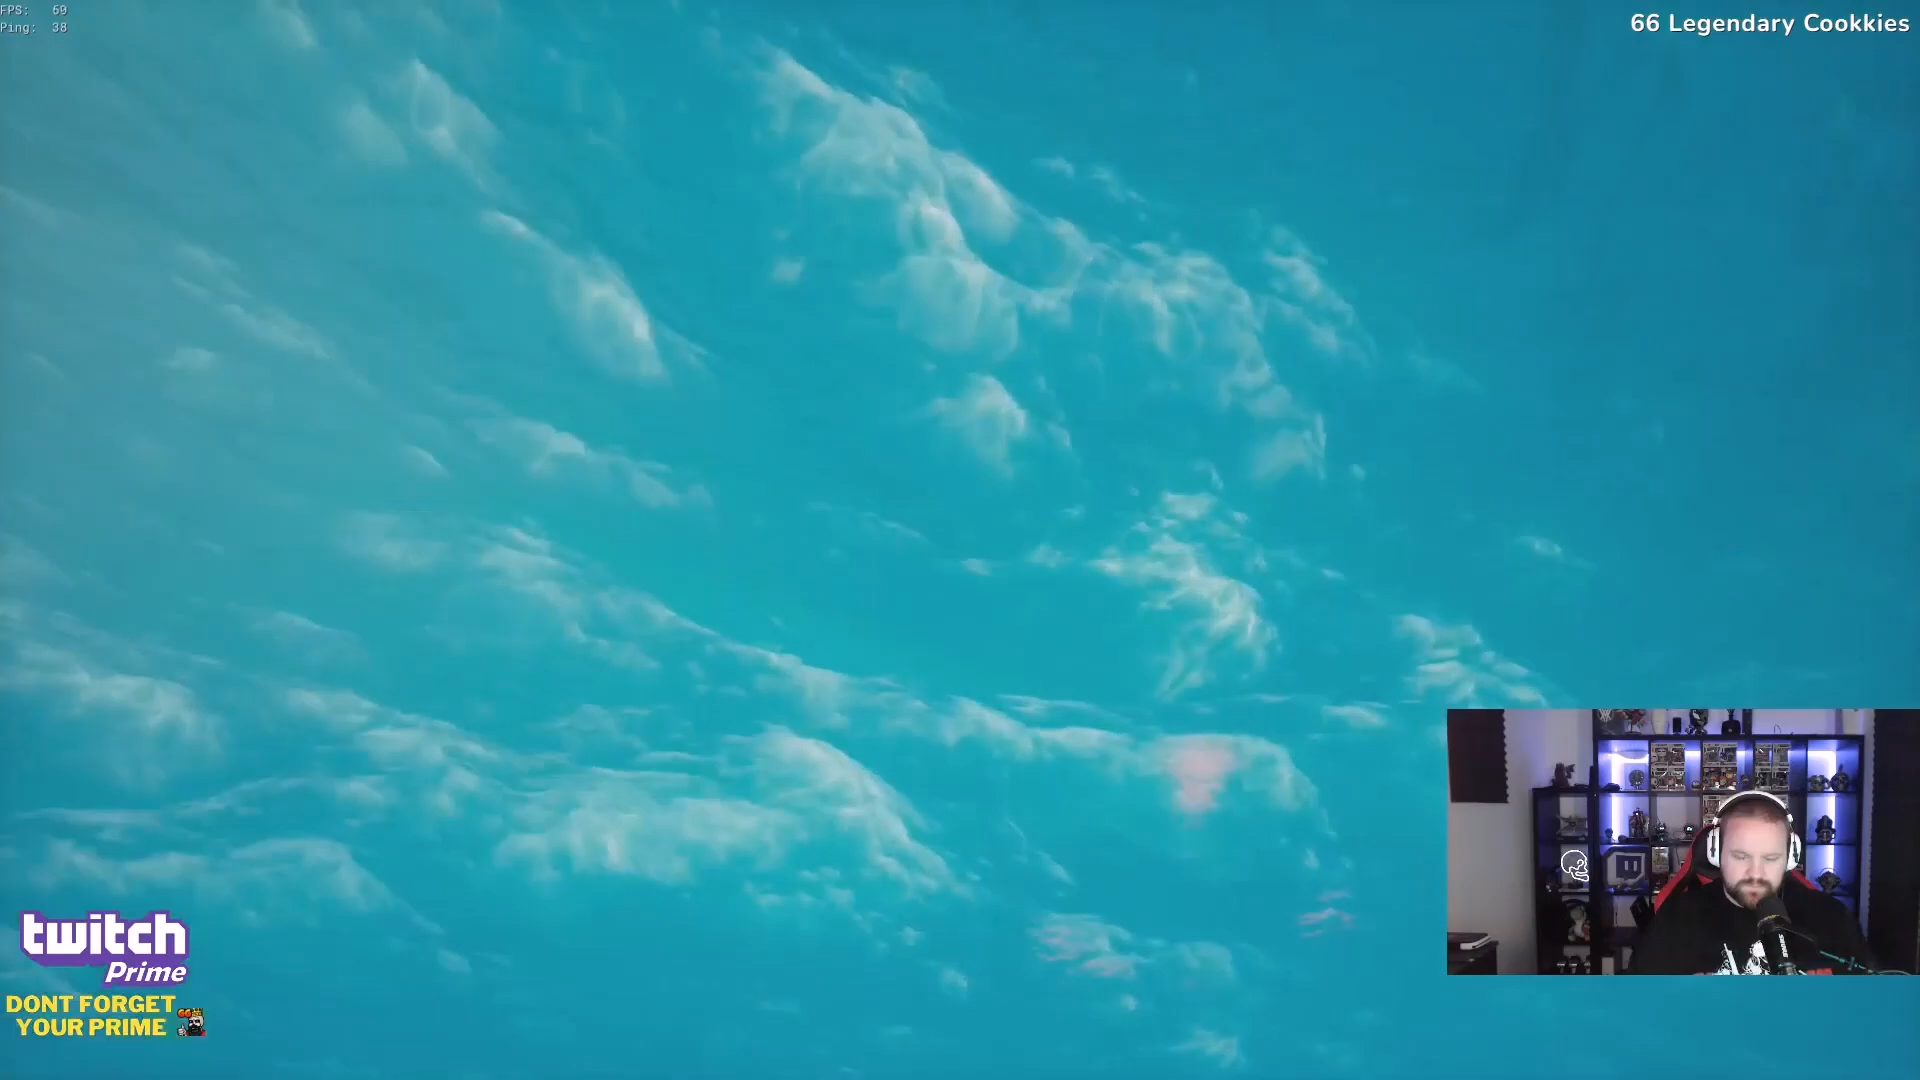 FPS: 69
Ping: 38
66 Legendary Cookkies
twitch
Prime
DONT FORGET
YOUR PRIME